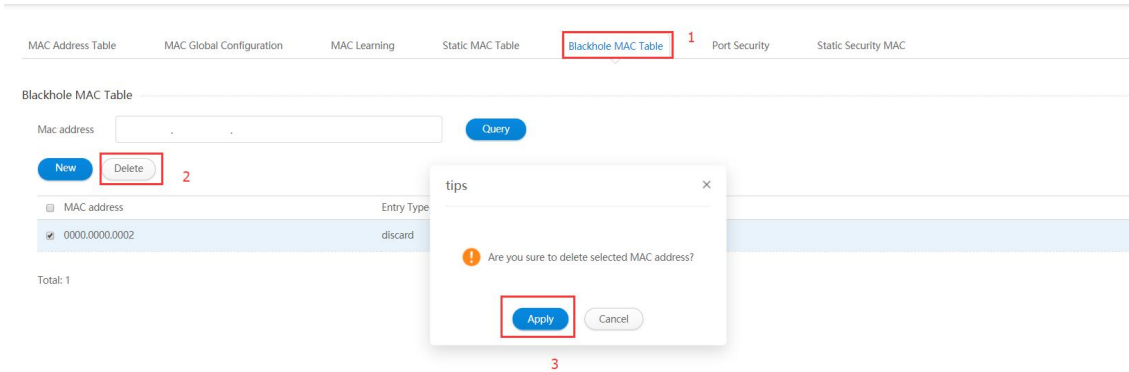 MAC Address Table MAC Global Configuration MAC Learning Static MAC Table Blackhole MAC Table 1 Port Security Static Security MAC
Blackhole MAC Table
Mac address . . Query
New Delete 2
tips ×
MAC address Entry Type
0000.0000.0002 discard
Are you sure to delete selected MAC address?
Total: 1
Apply Cancel
3